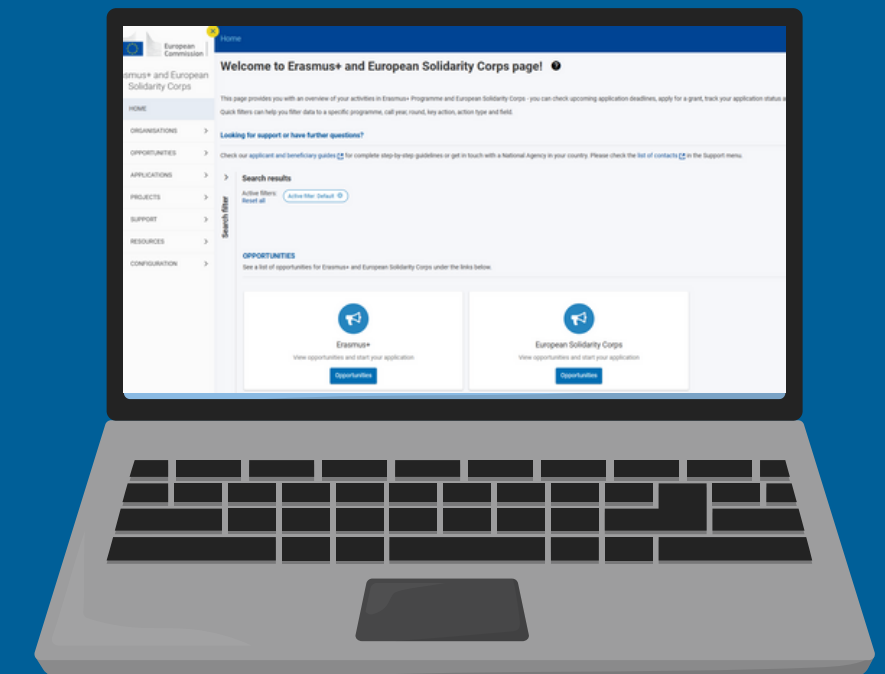 European
Commission
smus+ and European
Solidarity Corps
HOME
ORGANISATIONS
OPPORTUNITIES
APPLICATIONS
PROJECTS
SUPPORT
RESOURCES
CONFIGURATION
Home
Welcome to Erasmus+ and European Solidarity Corps page!
This page provides you with an overview of your activities in Erasmus+ Programme and European Solidarity Corps - you can check upcoming application deadlines, apply for a grant, track your application status a
Quick filters can help you filter data to a specific programme, call year, round, key action, action type and field.
Looking for support or have further questions?
Check our applicant and beneficiary guides for complete step-by-step guidelines or get in touch with a National Agency in your country. Please check the list of contacts in the Support menu.
Search filter
Search results
Active filters: Active filter: Default
Reset all
OPPORTUNITIES
See a list of opportunities for Erasmus+ and European Solidarity Corps under the links below.
Erasmus+
View opportunities and start your application
Opportunities
European Solidarity Corps
View opportunities and start your application
Opportunities